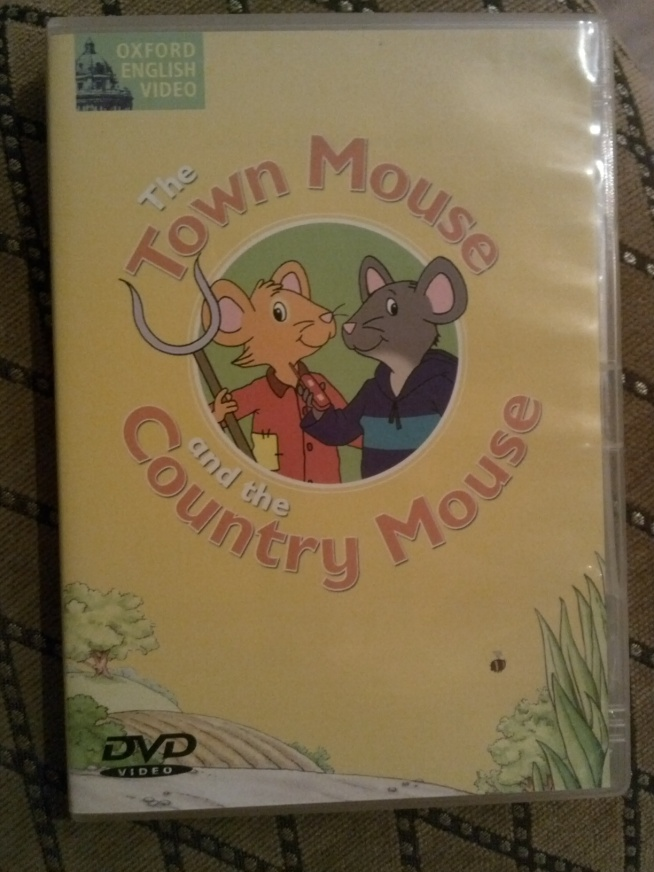 OXFORD
ENGLISH
VIDEO
The
Town Mouse
and the
Country Mouse
DVD
VIDEO